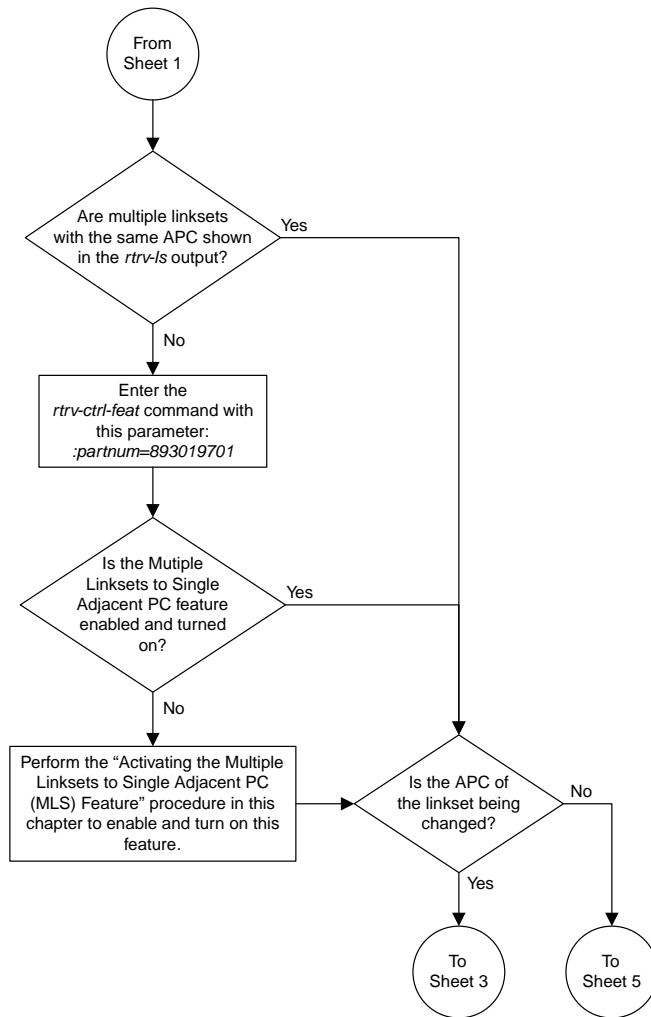 From
Sheet 1
Are multiple linksets
with the same APC shown
in the rtrv-ls output?
Yes
No
Enter the
rtrv-ctrl-feat command with
this parameter:
:partnum=893019701
Is the Mutiple
Linksets to Single
Adjacent PC feature
enabled and turned
on?
Yes
No
Perform the “Activating the Multiple
Linksets to Single Adjacent PC
(MLS) Feature” procedure in this
chapter to enable and turn on this
feature.
Is the APC of
the linkset being
changed?
No
Yes
To
Sheet 3
To
Sheet 5